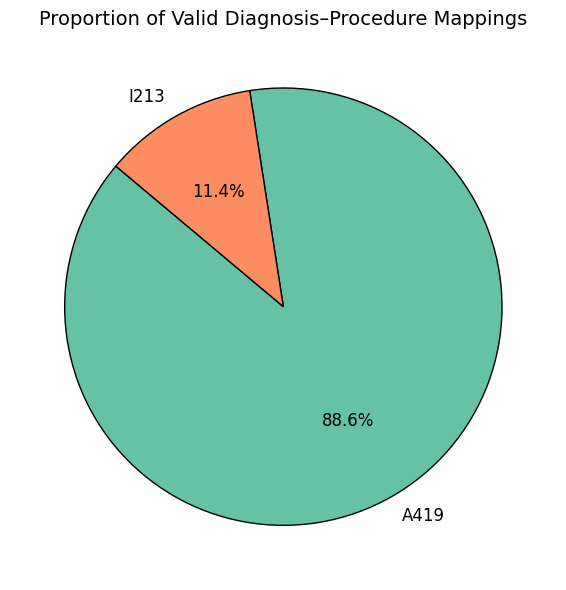 Proportion of Valid Diagnosis–Procedure Mappings
I213
11.4%
88.6%
A419